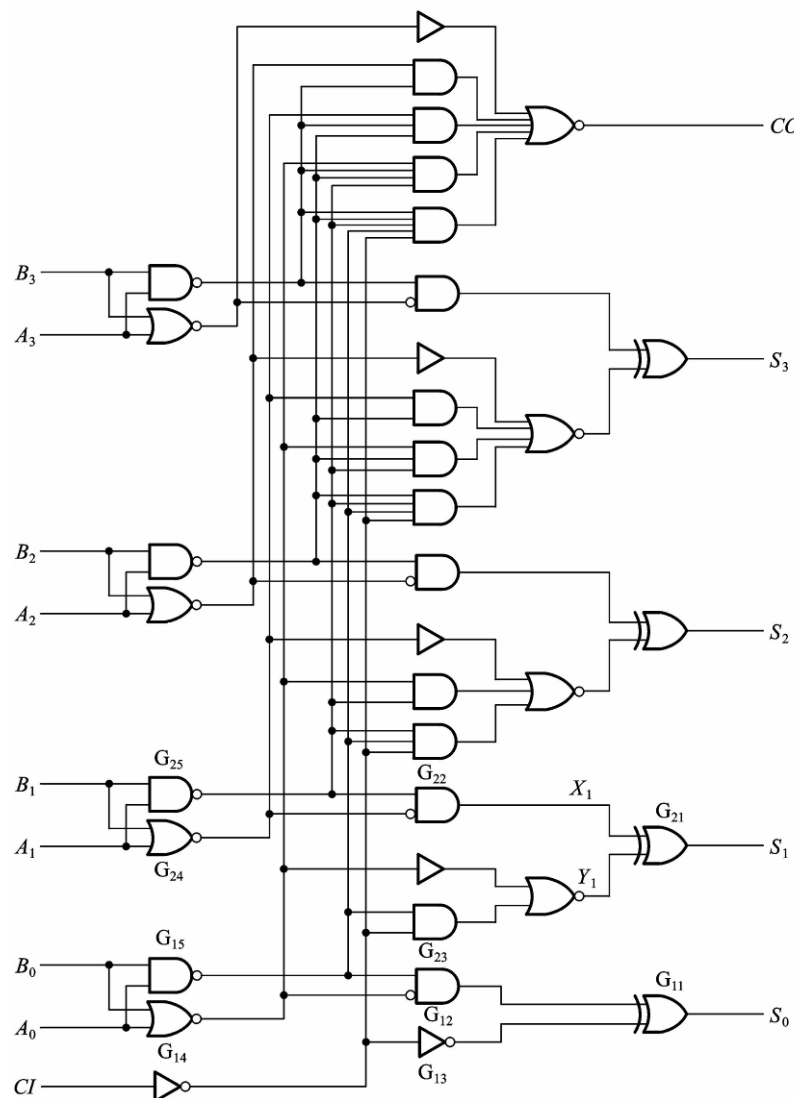 CO
B₃
A₃
S₃
B₂
A₂
S₂
G₂₅
G₂₂
B₁
X₁
G₂₁
A₁
S₁
G₂₄
Y₁
G₁₅
G₂₃
B₀
G₁₂
G₁₁
A₀
S₀
G₁₄
G₁₃
CI